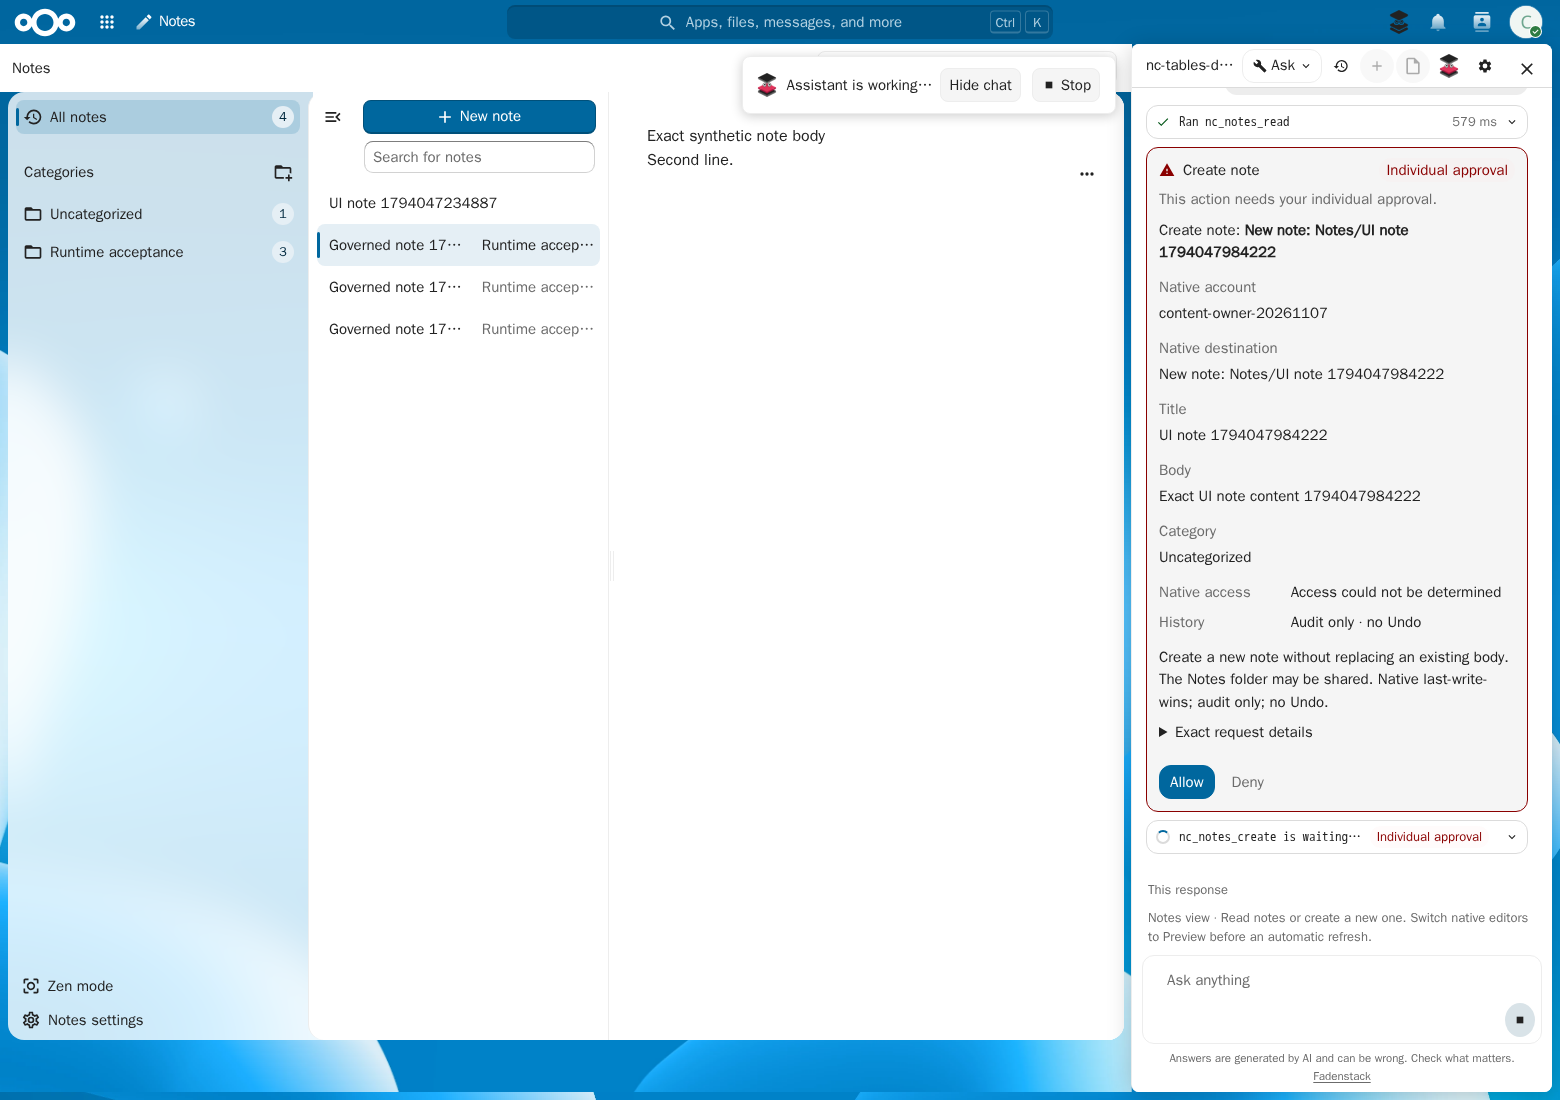 Notes
Apps, files, messages, and more
Ctrl
K
C
Notes
Assistant is working…
Hide chat
Stop
nc-tables-d…
Ask
All notes
4
Categories
Uncategorized
1
Runtime acceptance
3
Zen mode
Notes settings
New note
Search for notes
UI note 1794047234887
Governed note 17… Runtime accep…
Governed note 17… Runtime accep…
Governed note 17… Runtime accep…
Exact synthetic note body
Second line.
Ran nc_notes_read
579 ms
Create note
Individual approval
This action needs your individual approval.
Create note: New note: Notes/UI note
1794047984222
Native account
content-owner-20261107
Native destination
New note: Notes/UI note 1794047984222
Title
UI note 1794047984222
Body
Exact UI note content 1794047984222
Category
Uncategorized
Native access Access could not be determined
History Audit only · no Undo
Create a new note without replacing an existing body.
The Notes folder may be shared. Native last-write-
wins; audit only; no Undo.
Exact request details
Allow
Deny
nc_notes_create is waiting… Individual approval
This response
Notes view · Read notes or create a new one. Switch native editors
to Preview before an automatic refresh.
Ask anything
Answers are generated by AI and can be wrong. Check what matters.
Fadenstack